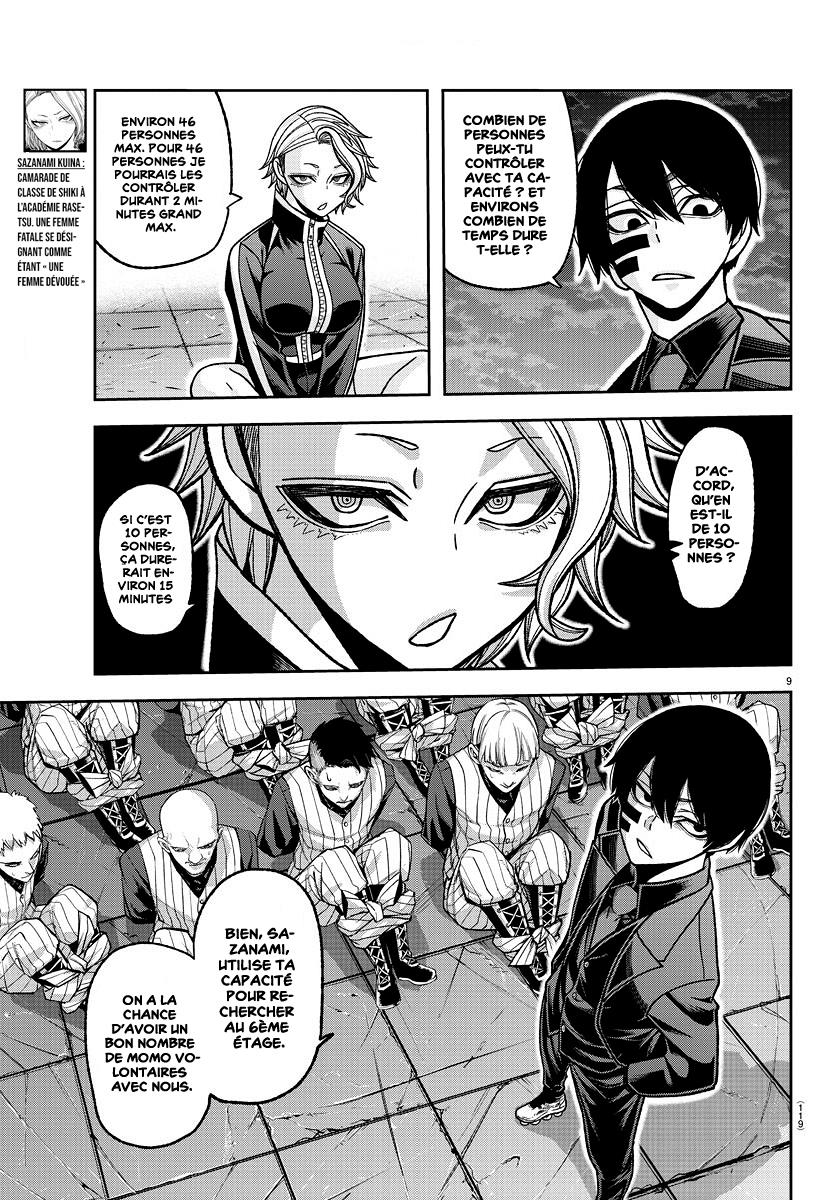 COMBIEN DE
PERSONNES
PEUX-TU
CONTRÔLER
AVEC TA CA-
PACITÉ ? ET
ENVIRONS
COMBIEN DE
TEMPS DURE
T-ELLE ?
ENVIRON 46
PERSONNES
MAX. POUR 46
PERSONNES JE
POURRAIS LES
CONTRÔLER
DURANT 2 MI-
NUTES GRAND
MAX.
SAZANAMI KUINA :
CAMARADE DE
CLASSE DE SHIKI À
L'ACADÉMIE RASE-
TSU. UNE FEMME
FATALE SE DÉSI-
GNANT COMME
ÉTANT « UNE
FEMME DÉVOUÉE »
D'AC-
CORD,
QU'EN
EST-IL
DE 10
PERSO-
NNES ?
SI C'EST
10 PER-
SONNES,
ÇA DURE-
RAIT EN-
VIRON 15
MINUTES
9
BIEN, SA-
ZANAMI,
UTILISE TA
CAPACITÉ
POUR RE-
CHERCHER
AU 6ÈME
ÉTAGE.
ON A LA
CHANCE
D'AVOIR UN
BON NOMBRE
DE MOMO VO-
LONTAIRES
AVEC NOUS.
(119)